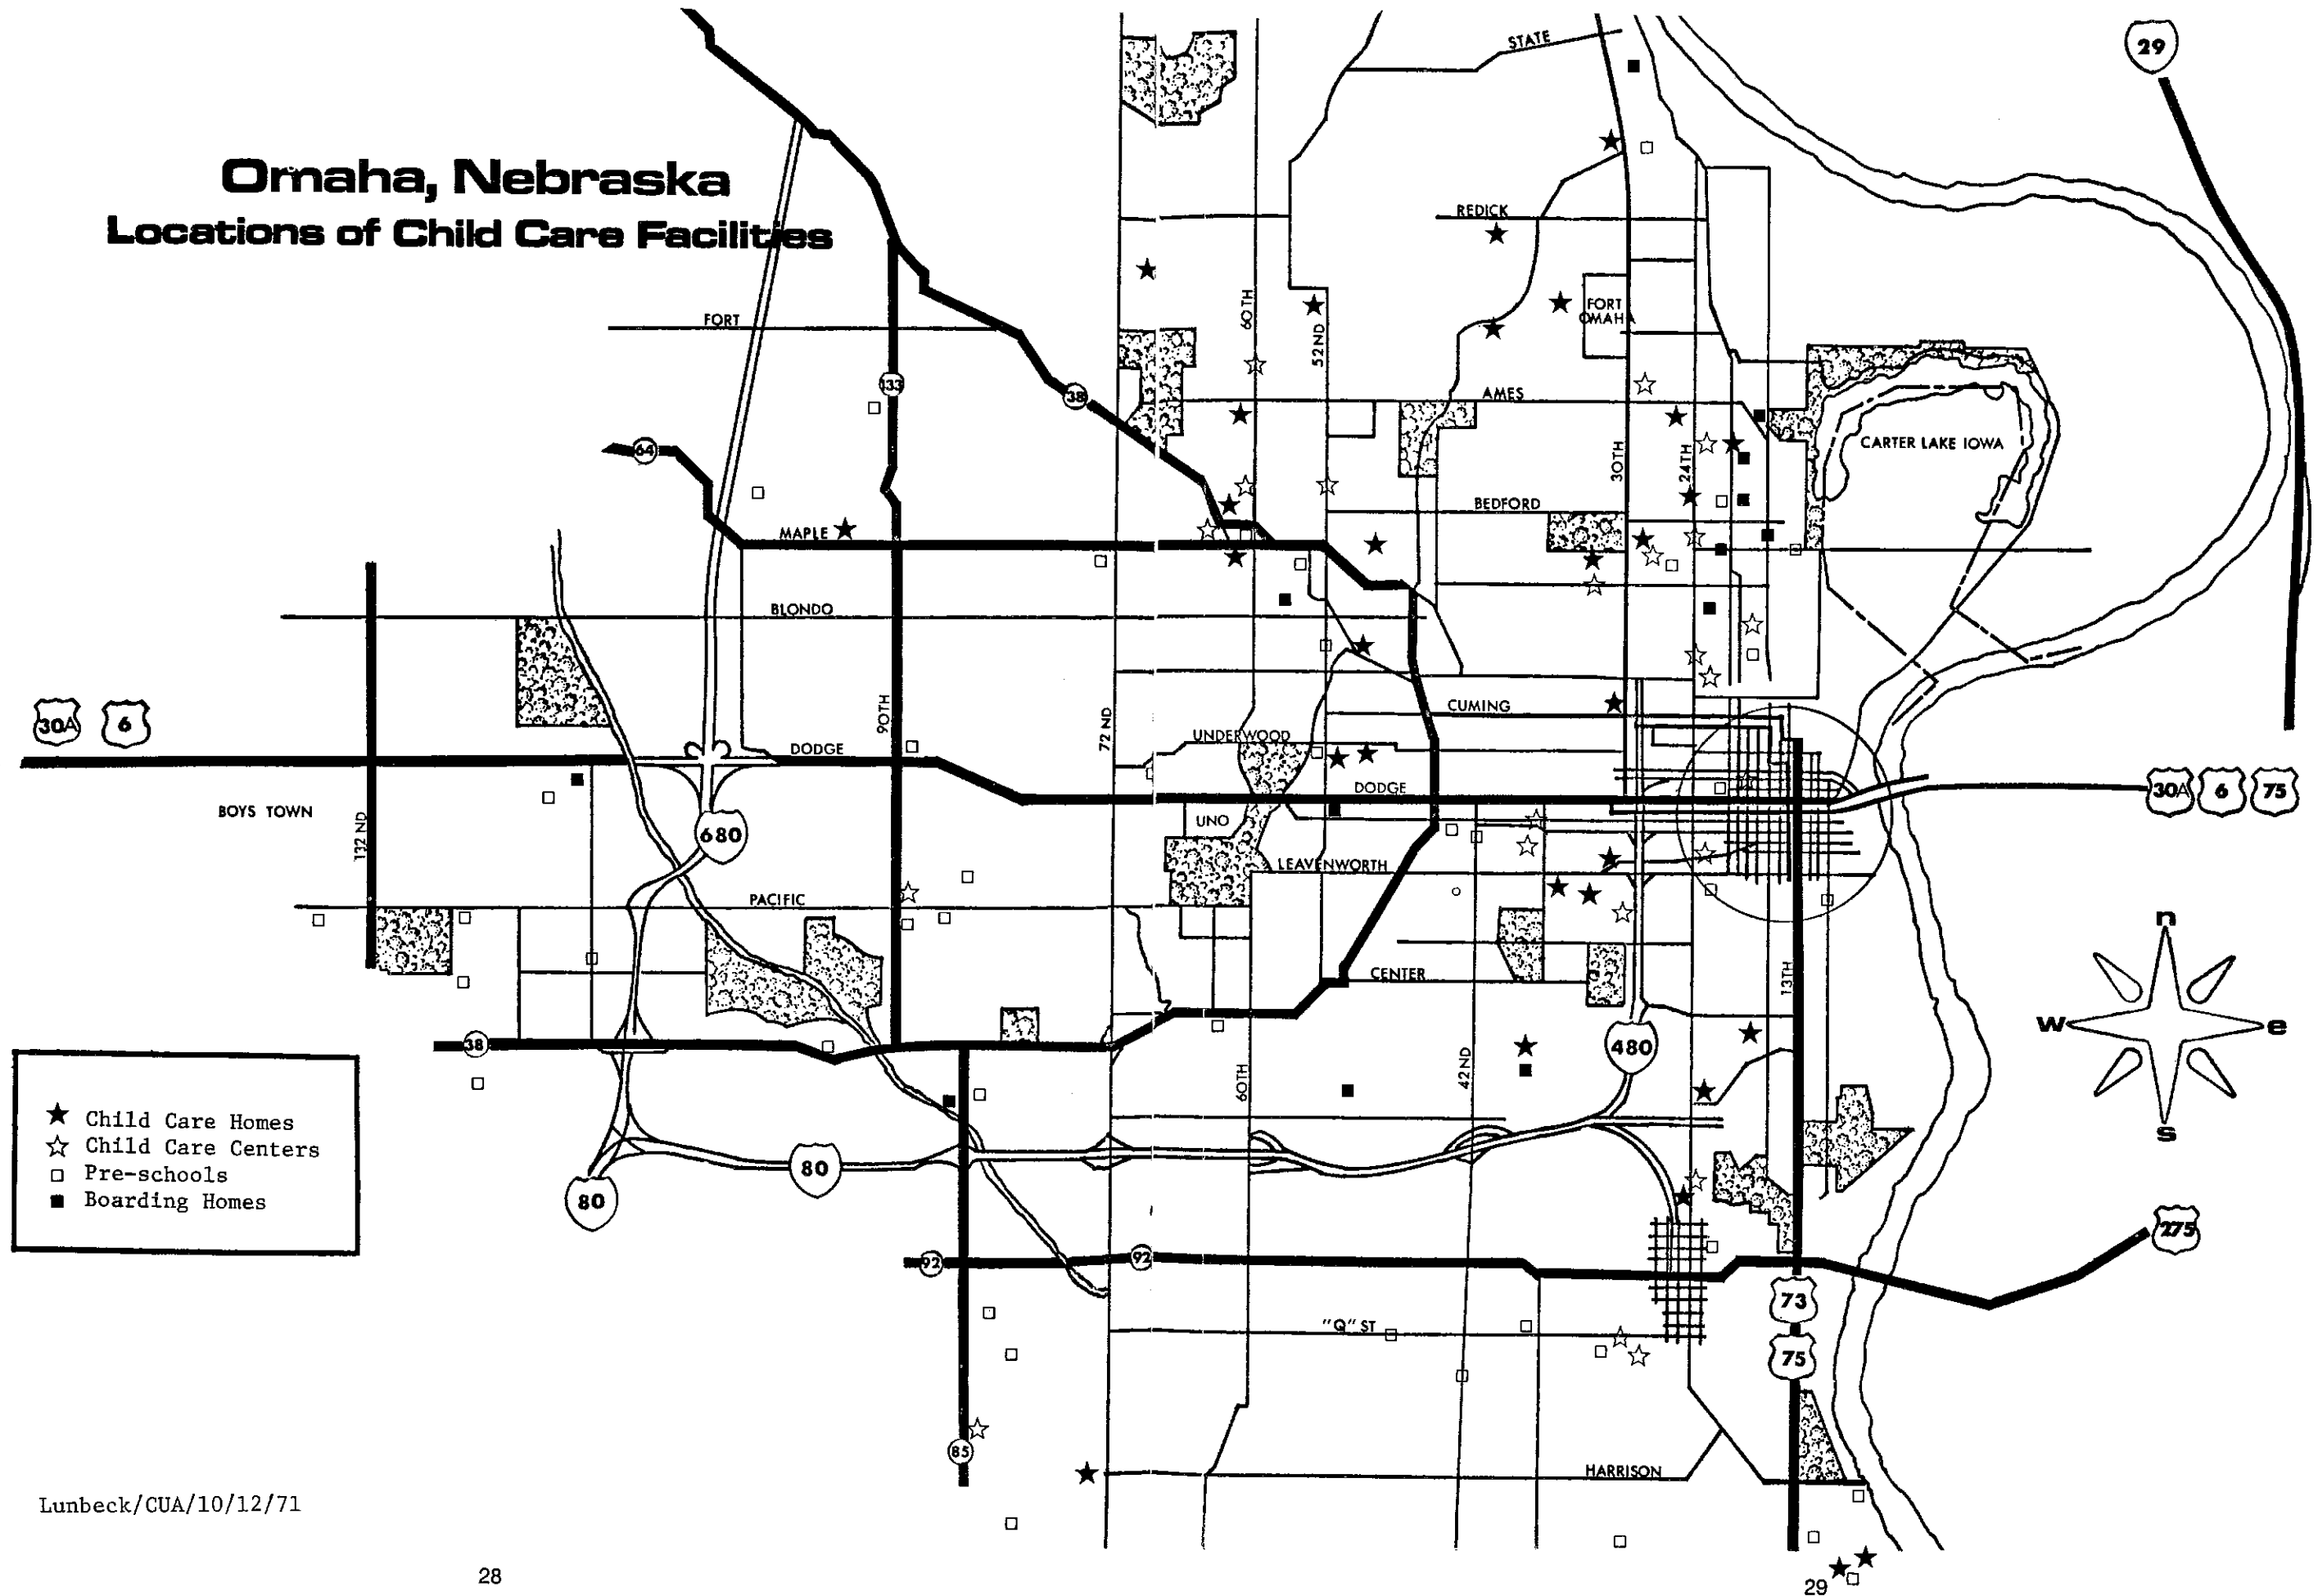 Omaha, Nebraska
Locations of Child Care Facilities
29
STATE
REDICK
FORT
OMAHA
60TH
52ND
FORT
133
38
AMES
CARTER LAKE IOWA
64
30TH
24TH
BEDFORD
MAPLE
BLONDO
30A 6
90TH
72 ND
CUMING
UNDERWOOD
DODGE
DODGE
30A 6 75
BOYS TOWN
132 ND
680
UNO
LEAVENWORTH
PACIFIC
n
CENTER
13TH
w e
38
480
42ND
60TH
s
Child Care Homes
Child Care Centers
Pre-schools
Boarding Homes
80
80
92
92
275
73
"Q" ST
75
85
HARRISON
Lunbeck/CUA/10/12/71
28
29